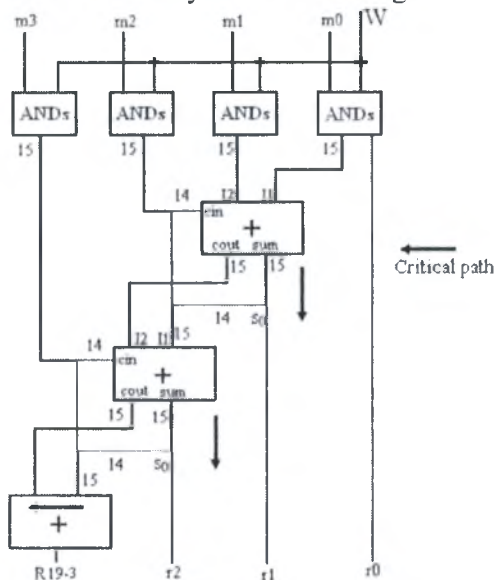 m3 m2 m1 m0 W
ANDs ANDs ANDs ANDs
15 15 15 15
14 I2 I1
cin
+
cout sum
15 15
Critical path
14 s0
I2 I1 15
14
cin
+
cout sum
15 15
14 s0
15
+
R19-3 r2 r1 r0